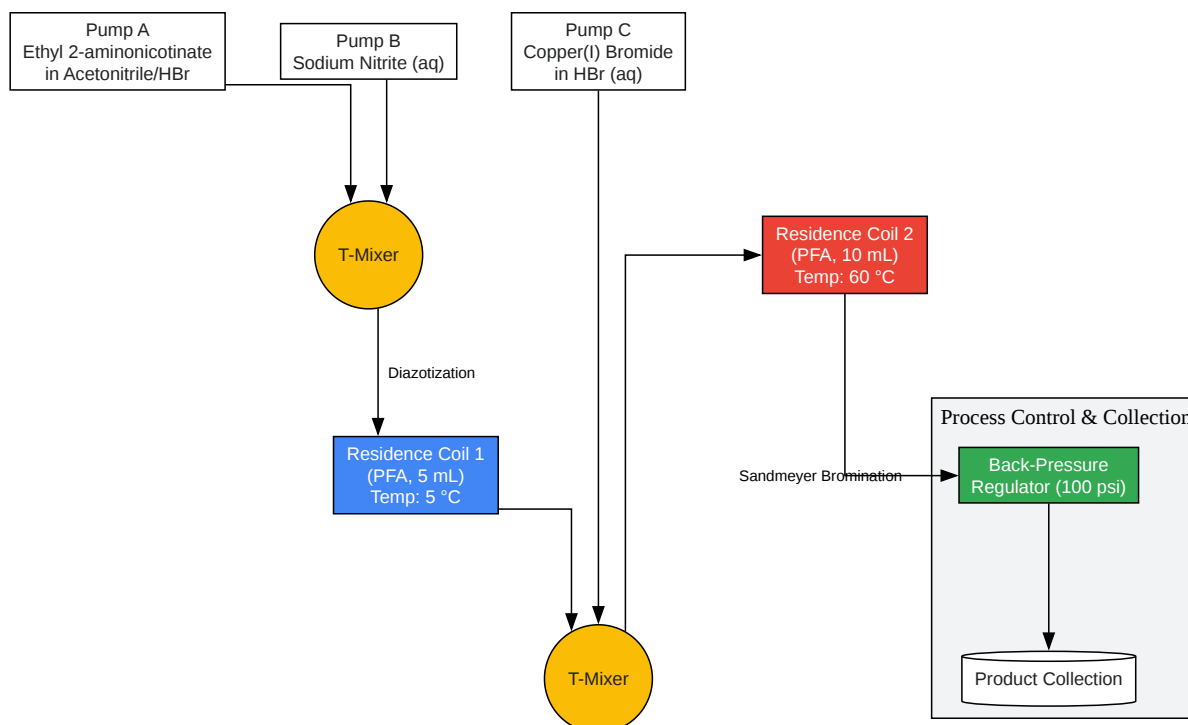 Pump A
Ethyl 2-aminonicotinate
in Acetonitrile/HBr
Pump B
Sodium Nitrite (aq)
Pump C
Copper(I) Bromide
in HBr (aq)
T-Mixer
Residence Coil 2
(PFA, 10 mL)
Temp: 60 °C
Diazotization
Residence Coil 1
(PFA, 5 mL)
Temp: 5 °C
Process Control & Collection
Sandmeyer Bromination
Back-Pressure
Regulator (100 psi)
T-Mixer
Product Collection